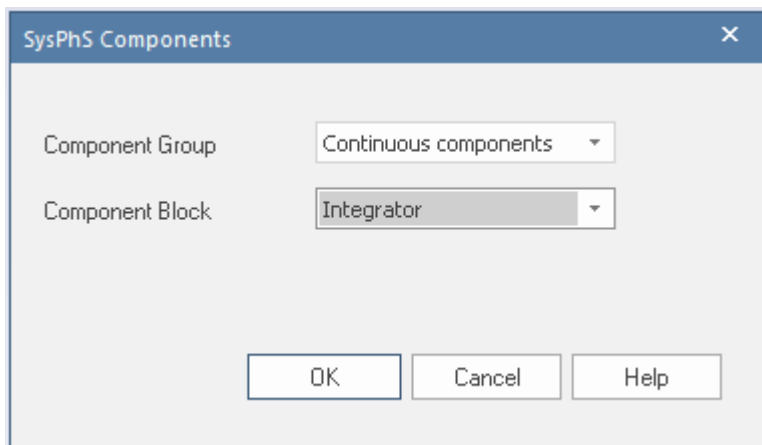 SysPhS Components
Component Group Continuous components
Component Block Integrator
OK Cancel Help